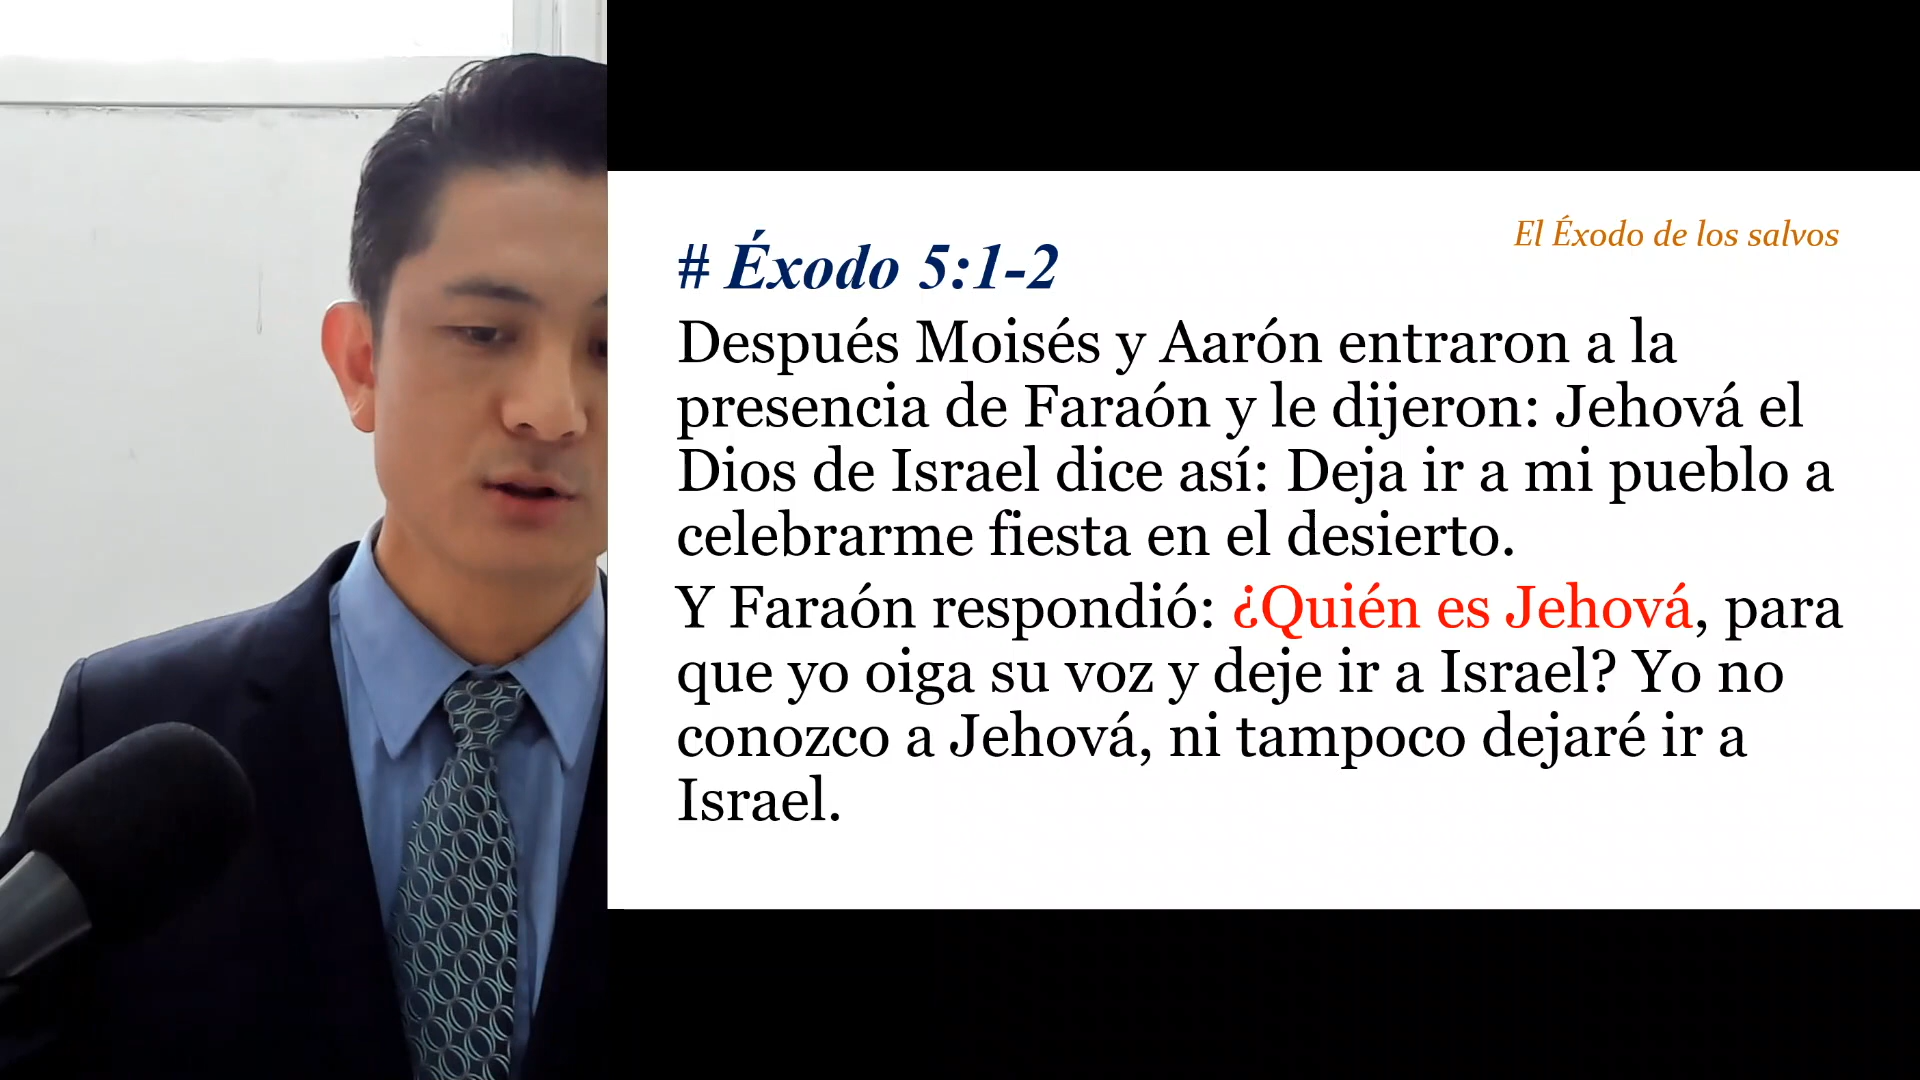 El Éxodo de los salvos
# Éxodo 5:1-2
Después Moisés y Aarón entraron a la
presencia de Faraón y le dijeron: Jehová el
Dios de Israel dice así: Deja ir a mi pueblo a
celebrarme fiesta en el desierto.
Y Faraón respondió: ¿Quién es Jehová, para
que yo oiga su voz y deje ir a Israel? Yo no
conozco a Jehová, ni tampoco dejaré ir a
Israel.